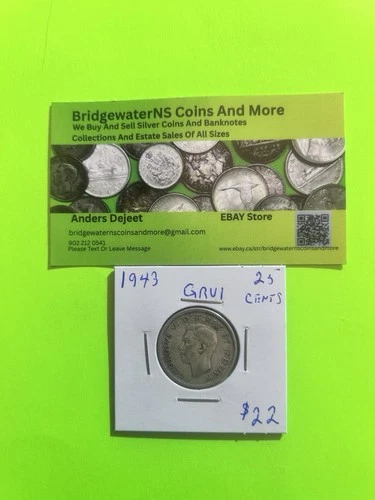 BridgewaterNS Coins And More
We Buy And Sell Silver Coins And Banknotes
Collections And Estate Sales Of All Sizes
Anders Dejeet
EBAY Store
bridgewaternscoinsandmore@gmail.com
902 212 0541
Please Text Or Leave Message
www.ebay.ca/str/bridgewaternscoinsandmore
1943
GRVI
25
CENTS
$22